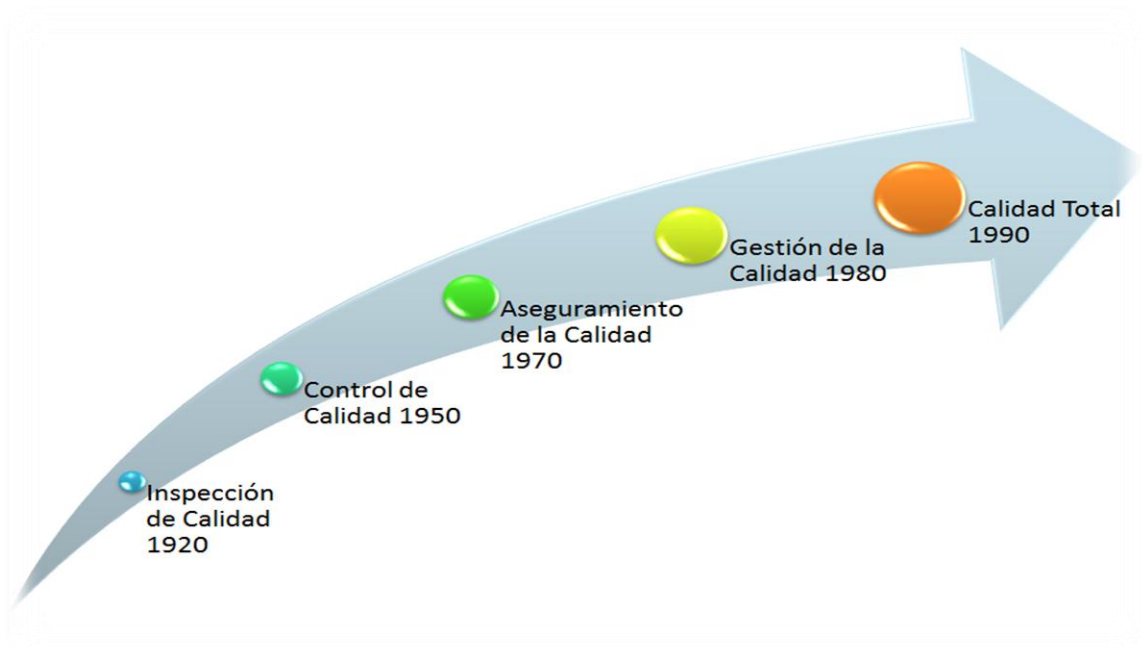 Calidad Total
1990
Gestión de la
Calidad 1980
Aseguramiento
de la Calidad
1970
Control de
Calidad 1950
Inspección
de Calidad
1920